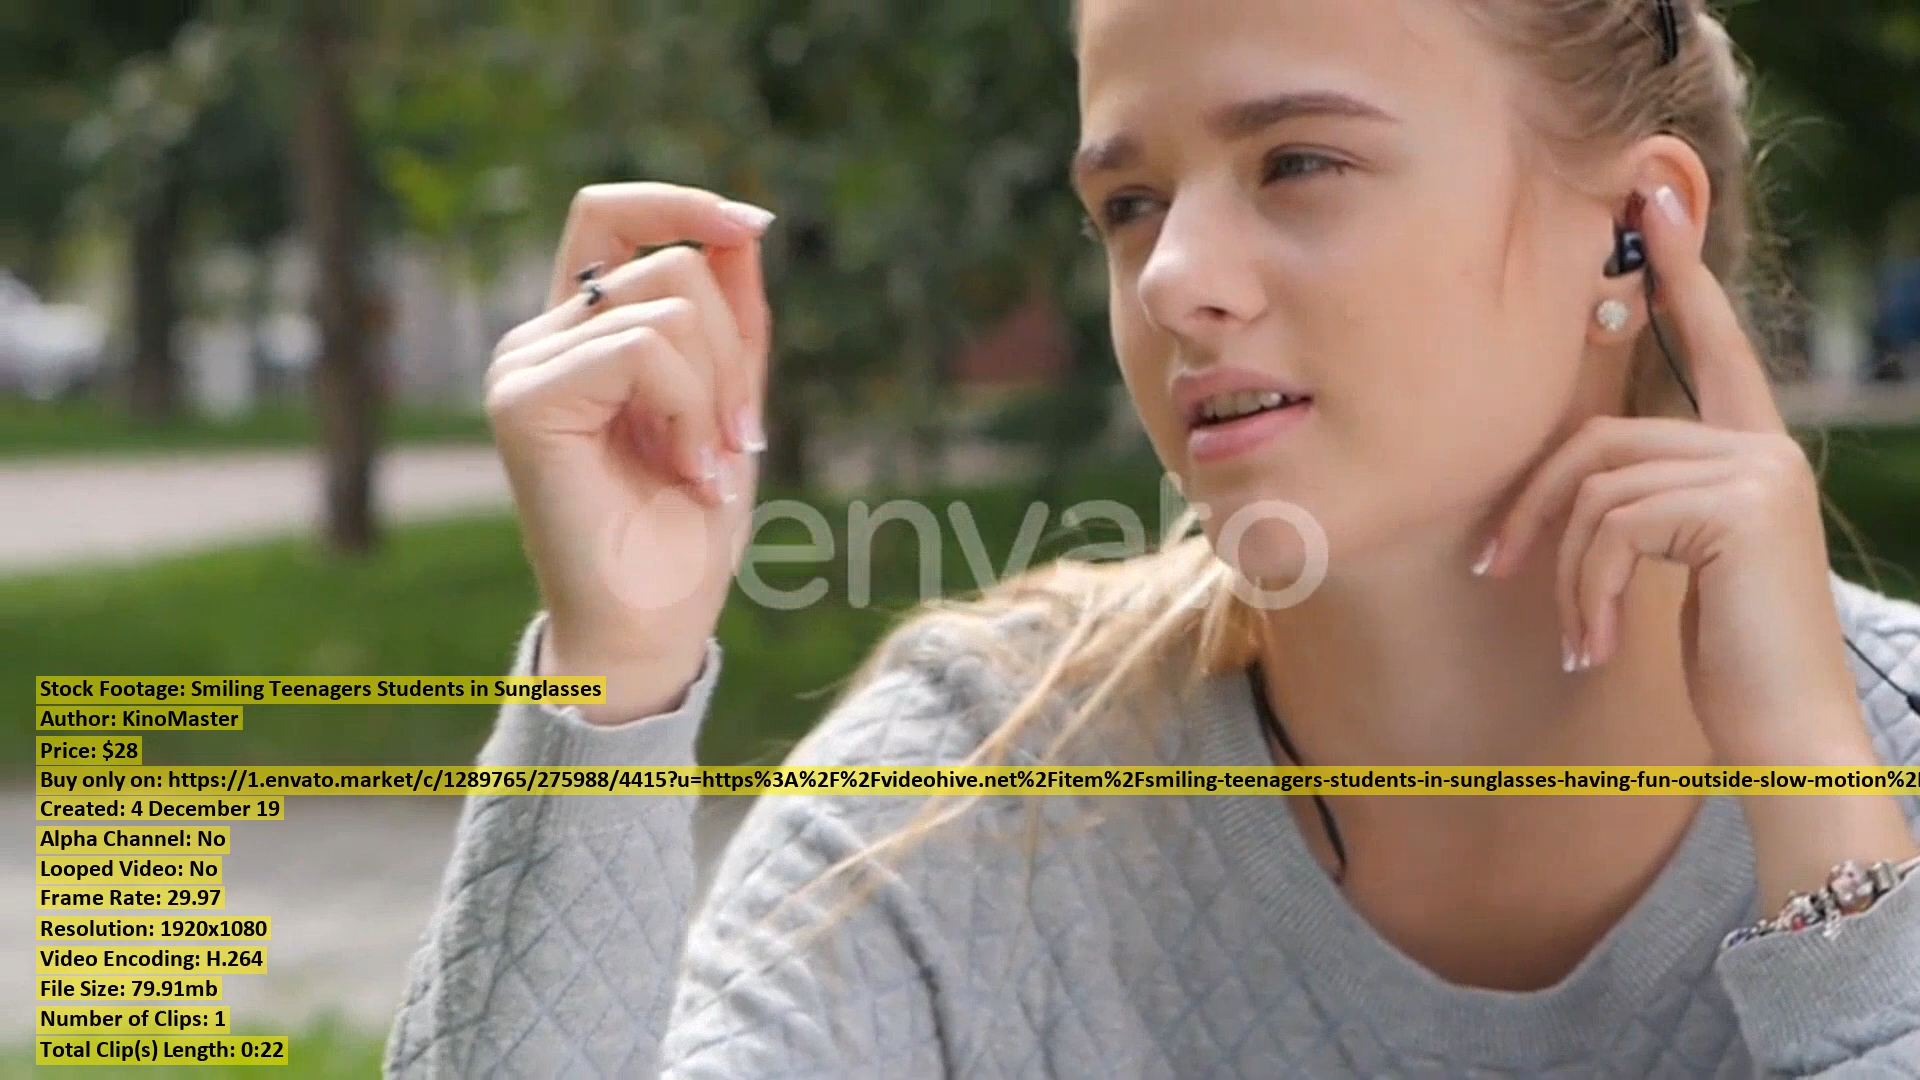 envato
Stock Footage: Smiling Teenagers Students in Sunglasses
Author: KinoMaster
Price: $28
Buy only on: https://1.envato.market/c/1289765/275988/4415?u=https%3A%2F%2Fvideohive.net%2Fitem%2Fsmiling-teenagers-students-in-sunglasses-having-fun-outside-slow-motion%2
Created: 4 December 19
Alpha Channel: No
Looped Video: No
Frame Rate: 29.97
Resolution: 1920x1080
Video Encoding: H.264
File Size: 79.91mb
Number of Clips: 1
Total Clip(s) Length: 0:22